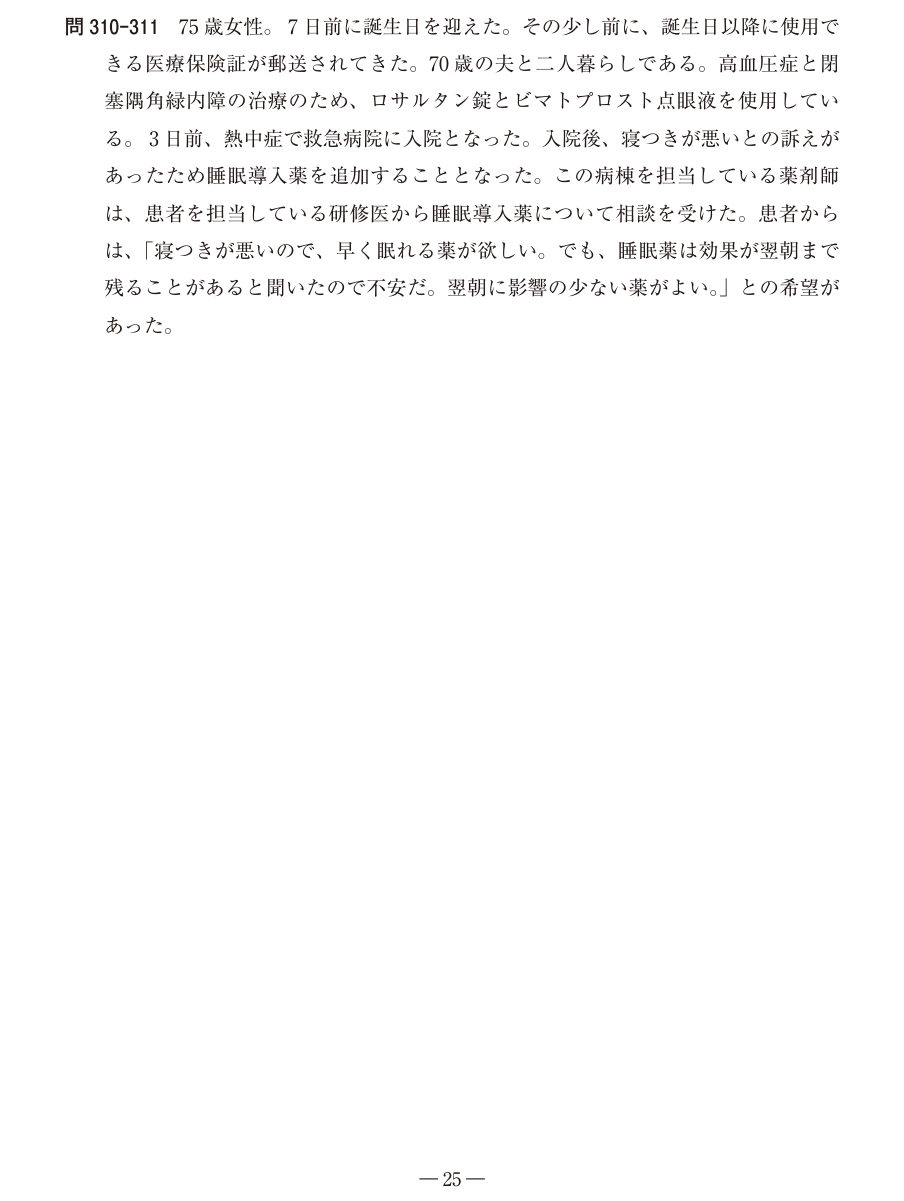 問 310-311 75 歳女性。7 日前に誕生日を迎えた。その少し前に、誕生日以降に使用で
きる医療保険証が郵送されてきた。70 歳の夫と二人暮らしである。高血圧症と閉
塞隅角緑内障の治療のため、ロサルタン錠とビマトプロスト点眼液を使用してい
る。3 日前、熱中症で救急病院に入院となった。入院後、寝つきが悪いとの訴えが
あったため睡眠導入薬を追加することとなった。この病棟を担当している薬剤師
は、患者を担当している研修医から睡眠導入薬について相談を受けた。患者から
は、「寝つきが悪いので、早く眠れる薬が欲しい。でも、睡眠薬は効果が翌朝まで
残ることがあると聞いたので不安だ。翌朝に影響の少ない薬がよい。」との希望が
あった。
― 25 ―